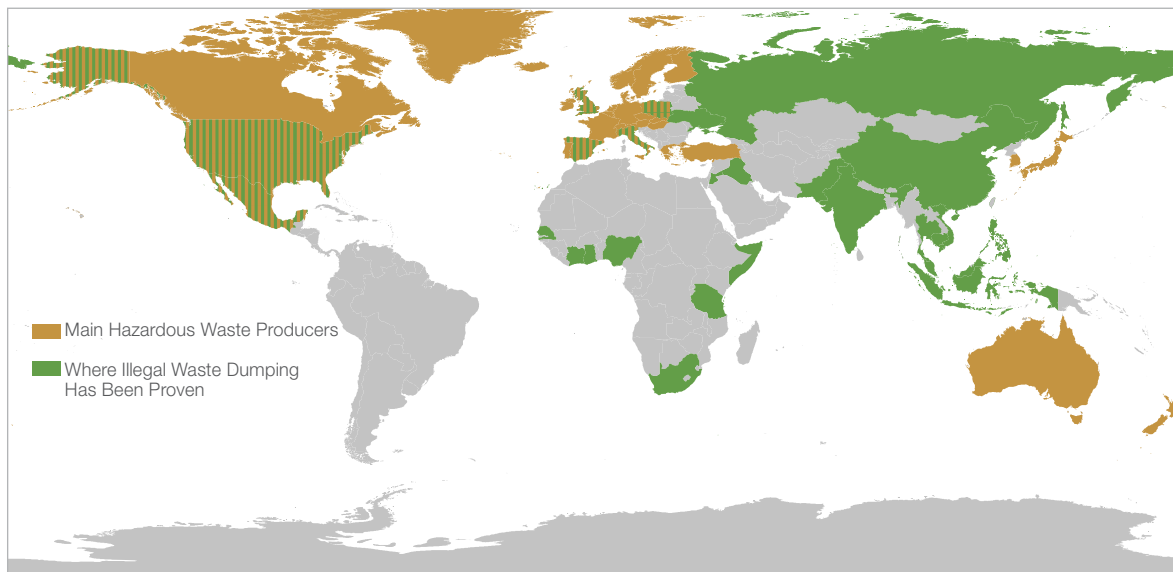 Main Hazardous Waste Producers
Where Illegal Waste Dumping
Has Been Proven